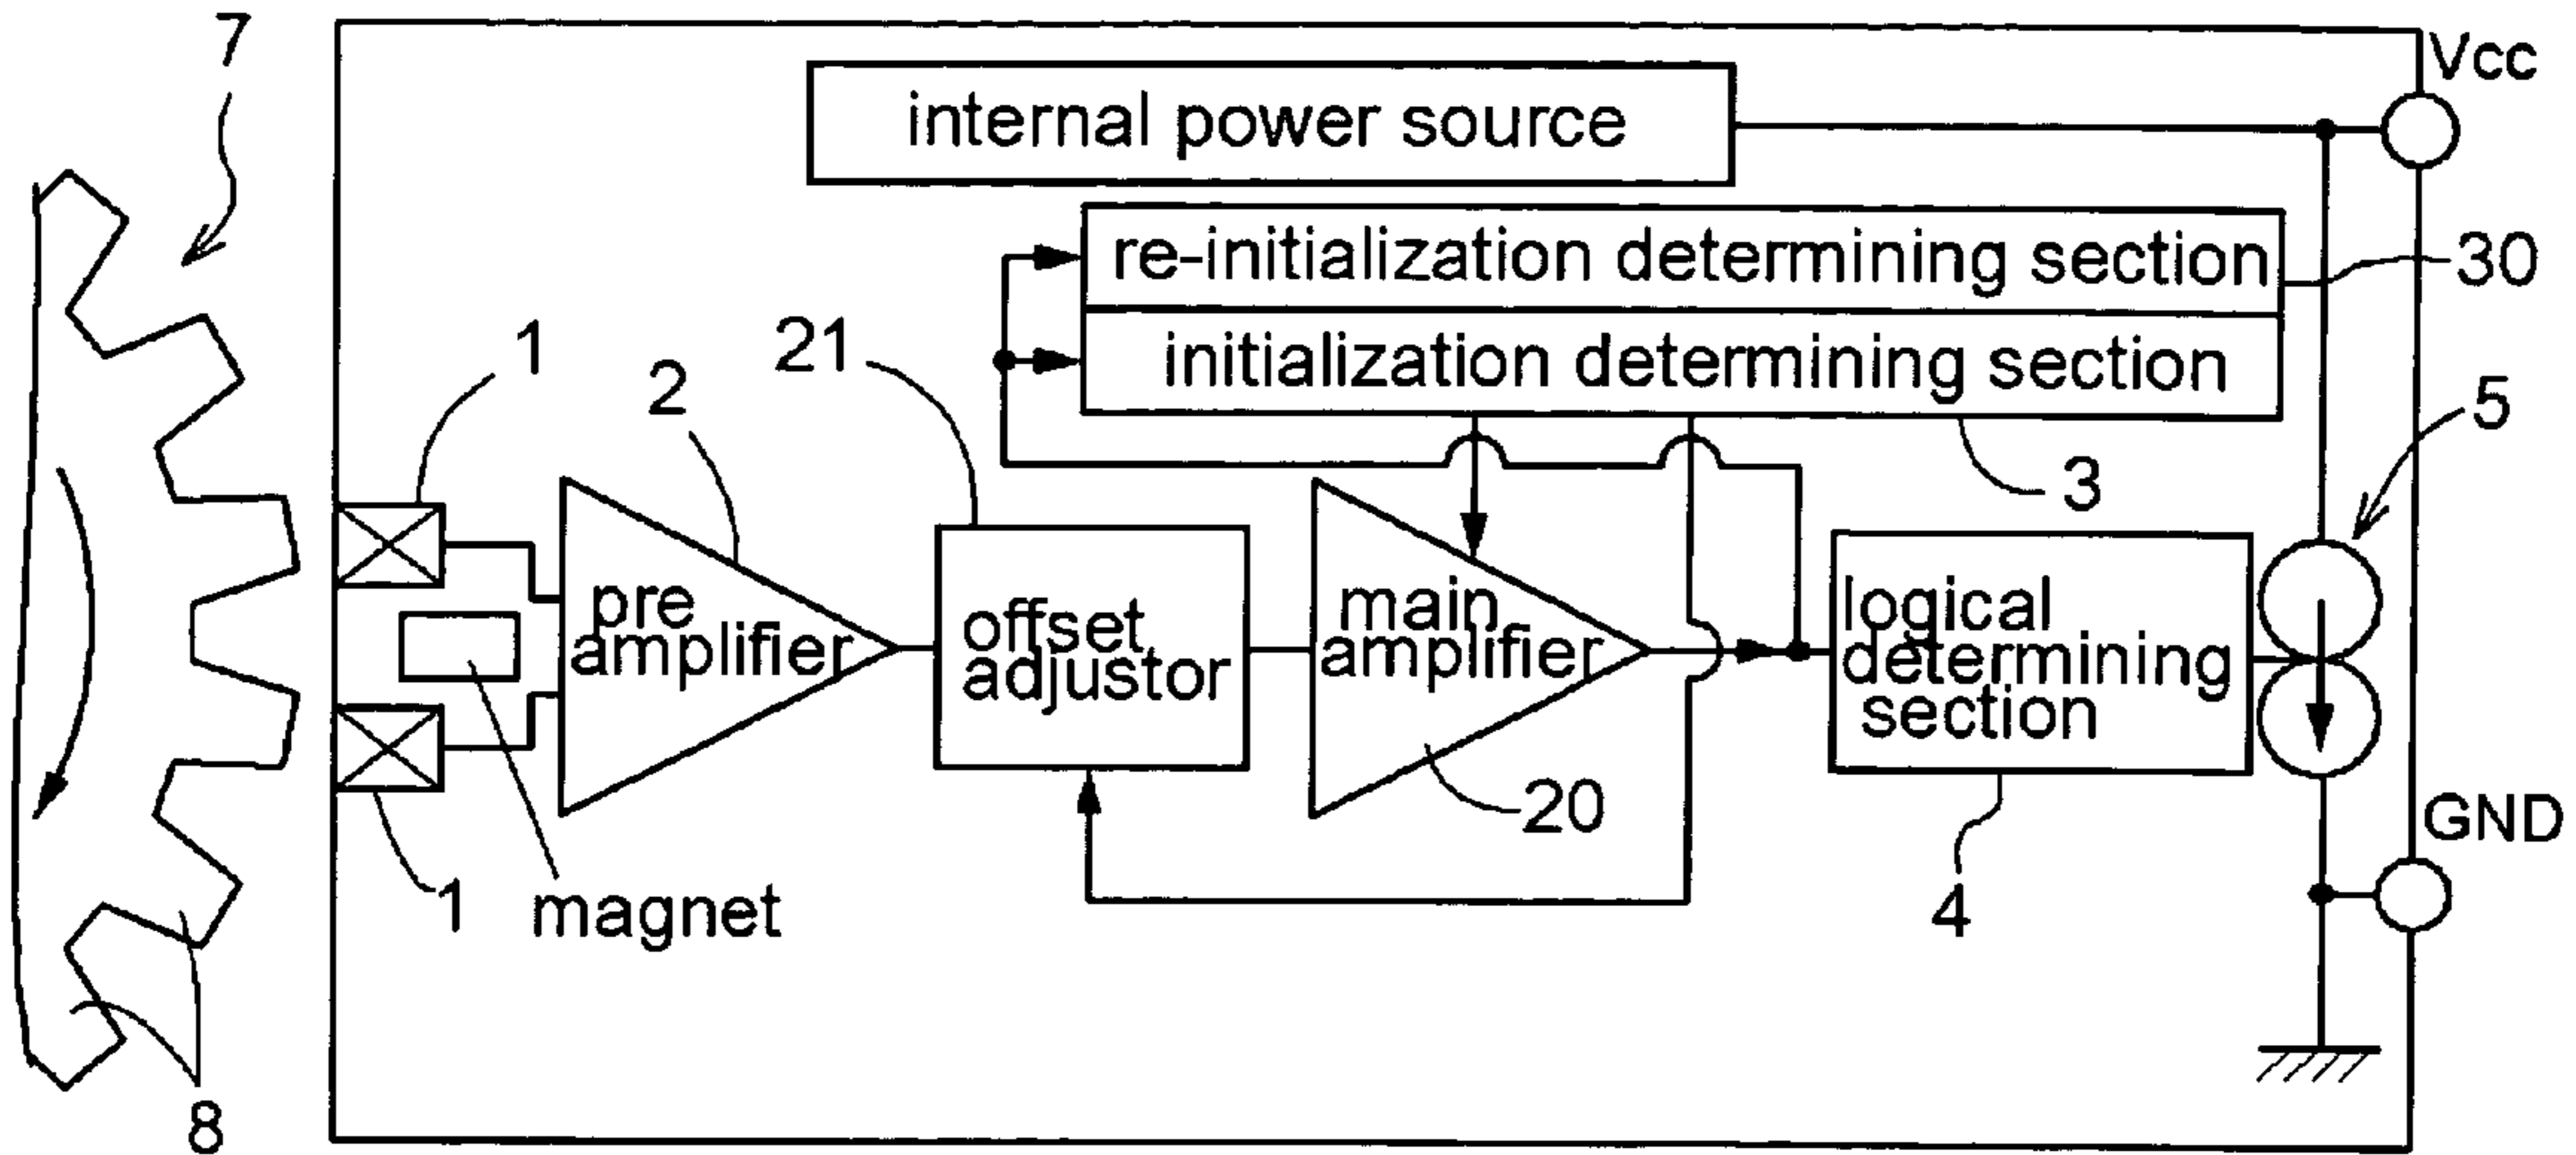 7
Vcc
internal power source
re-initialization determining section
30
initialization determining section
1
2
21
5
3
pre
amplifier
offset
adjustor
main
amplifier
logical
determining
section
20
GND
1
magnet
4
8